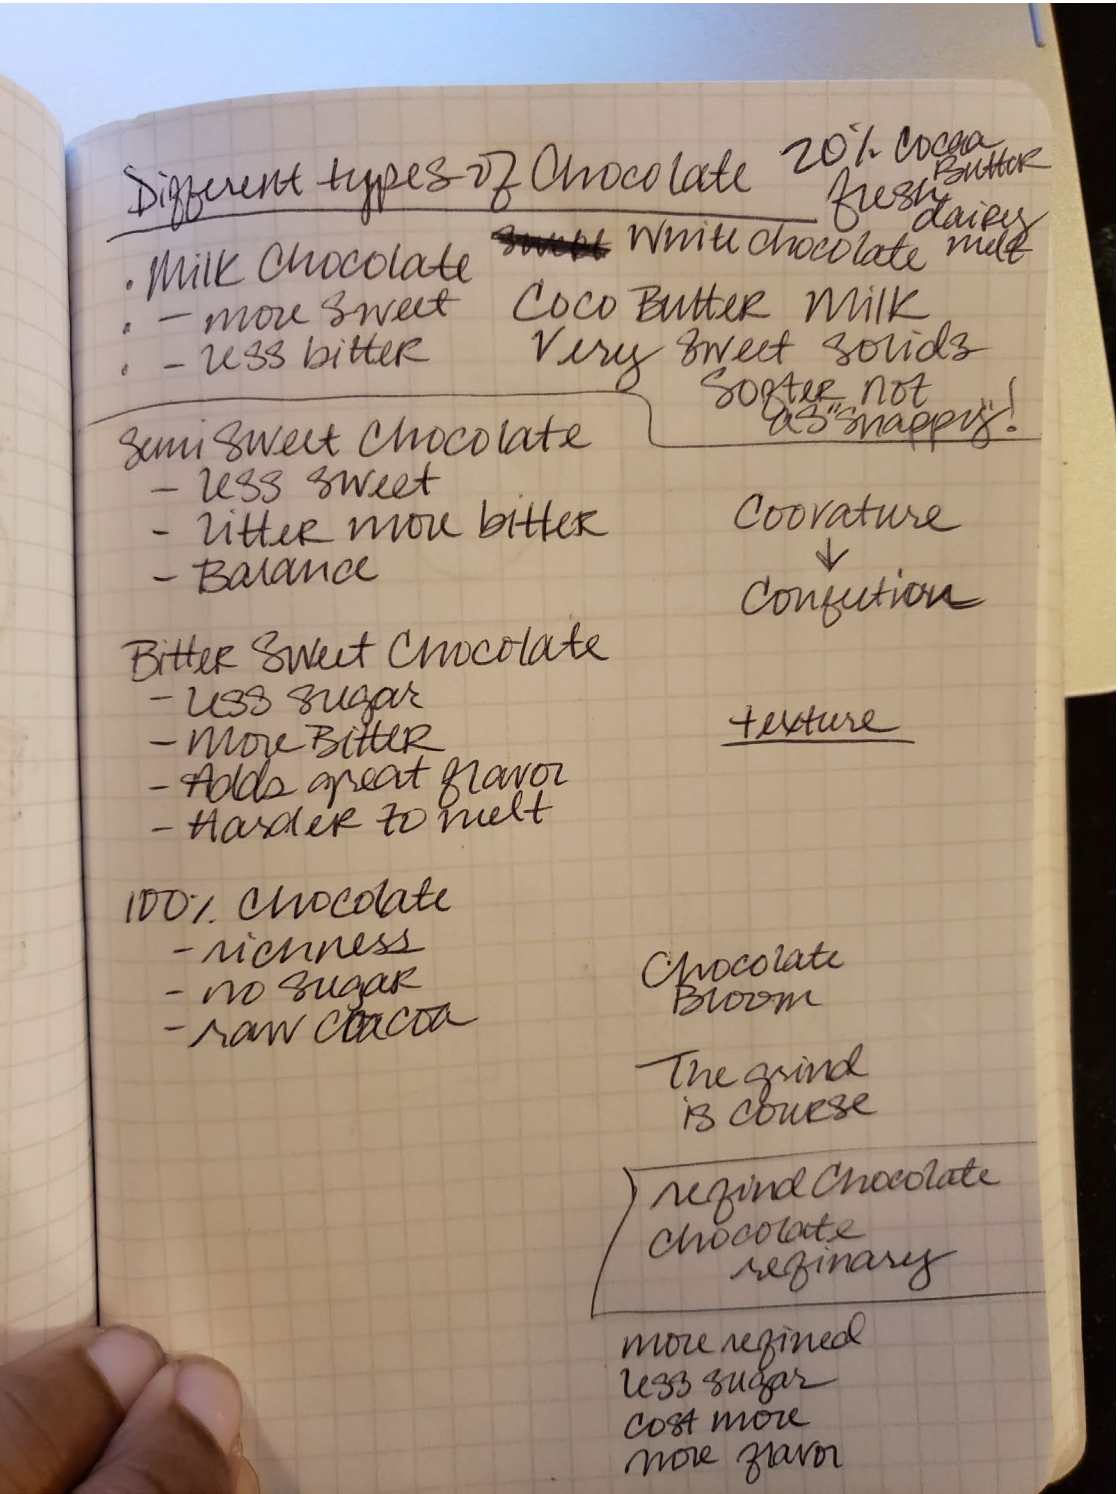 Different types of Chocolate
20% Cocoa
Butter
fresh
dairy
melt
• Milk Chocolate
• - more sweet
• - less bitter
White chocolate
Coco Butter Milk
Very sweet solids
Softer not
as "snappy"!
Semi Sweet Chocolate
- less sweet
- litter more bitter
- Balance
Coovature
↓
Confution
Bitter Sweet Chocolate
- less sugar
- more Bitter
- Adds great flavor
- Harder to melt
texture
100% Chocolate
- richness
- no sugar
- raw cacoa
Chocolate
Bloom
The grind
is course
refind Chocolate
chocolate
refinary
more refined
less sugar
cost more
more flavor